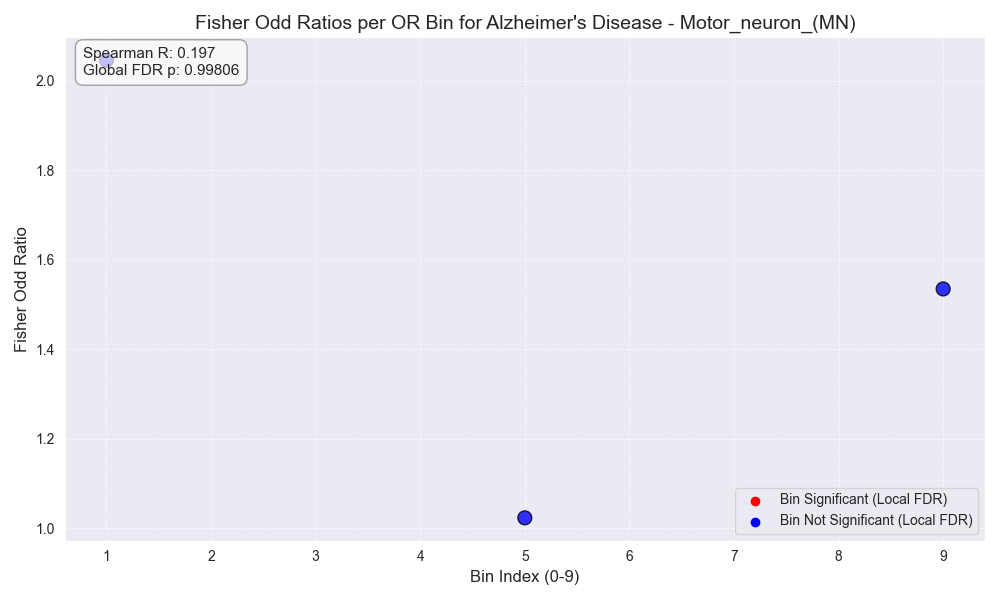 Fisher Odd Ratios per OR Bin for Alzheimer's Disease - Motor_neuron_(MN)
Spearman R: 0.197
Global FDR p: 0.99806
2.0
1.8
1.6
1.4
1.2
1.0
Fisher Odd Ratio
Bin Significant (Local FDR)
Bin Not Significant (Local FDR)
1 2 3 4 5 6 7 8 9
Bin Index (0-9)